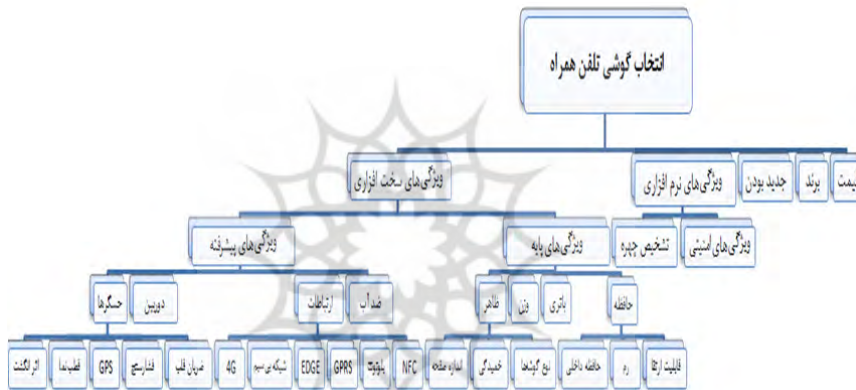 انتخاب گوشی تلفن همراه
قیمت
برند
جدید بودن
ویژگی‌های نرم افزاری
ویژگی‌های سخت افزاری
ویژگی‌های امنیتی
تشخیص چهره
ویژگی‌های پایه
ویژگی‌های پیشرفته
حافظه
باتری
وزن
ظاهر
ضد آب
ارتباطات
دوربین
حسگرها
قابلیت ارتقا
رم
حافظه داخلی
نوع گوشه‌ها
خمیدگی
اندازه صفحه
NFC
بلوتوث
GPRS
EDGE
شبکه بی سیم
4G
ضربان قلب
فشارسنج
قطب‌نما
GPS
اثر انگشت